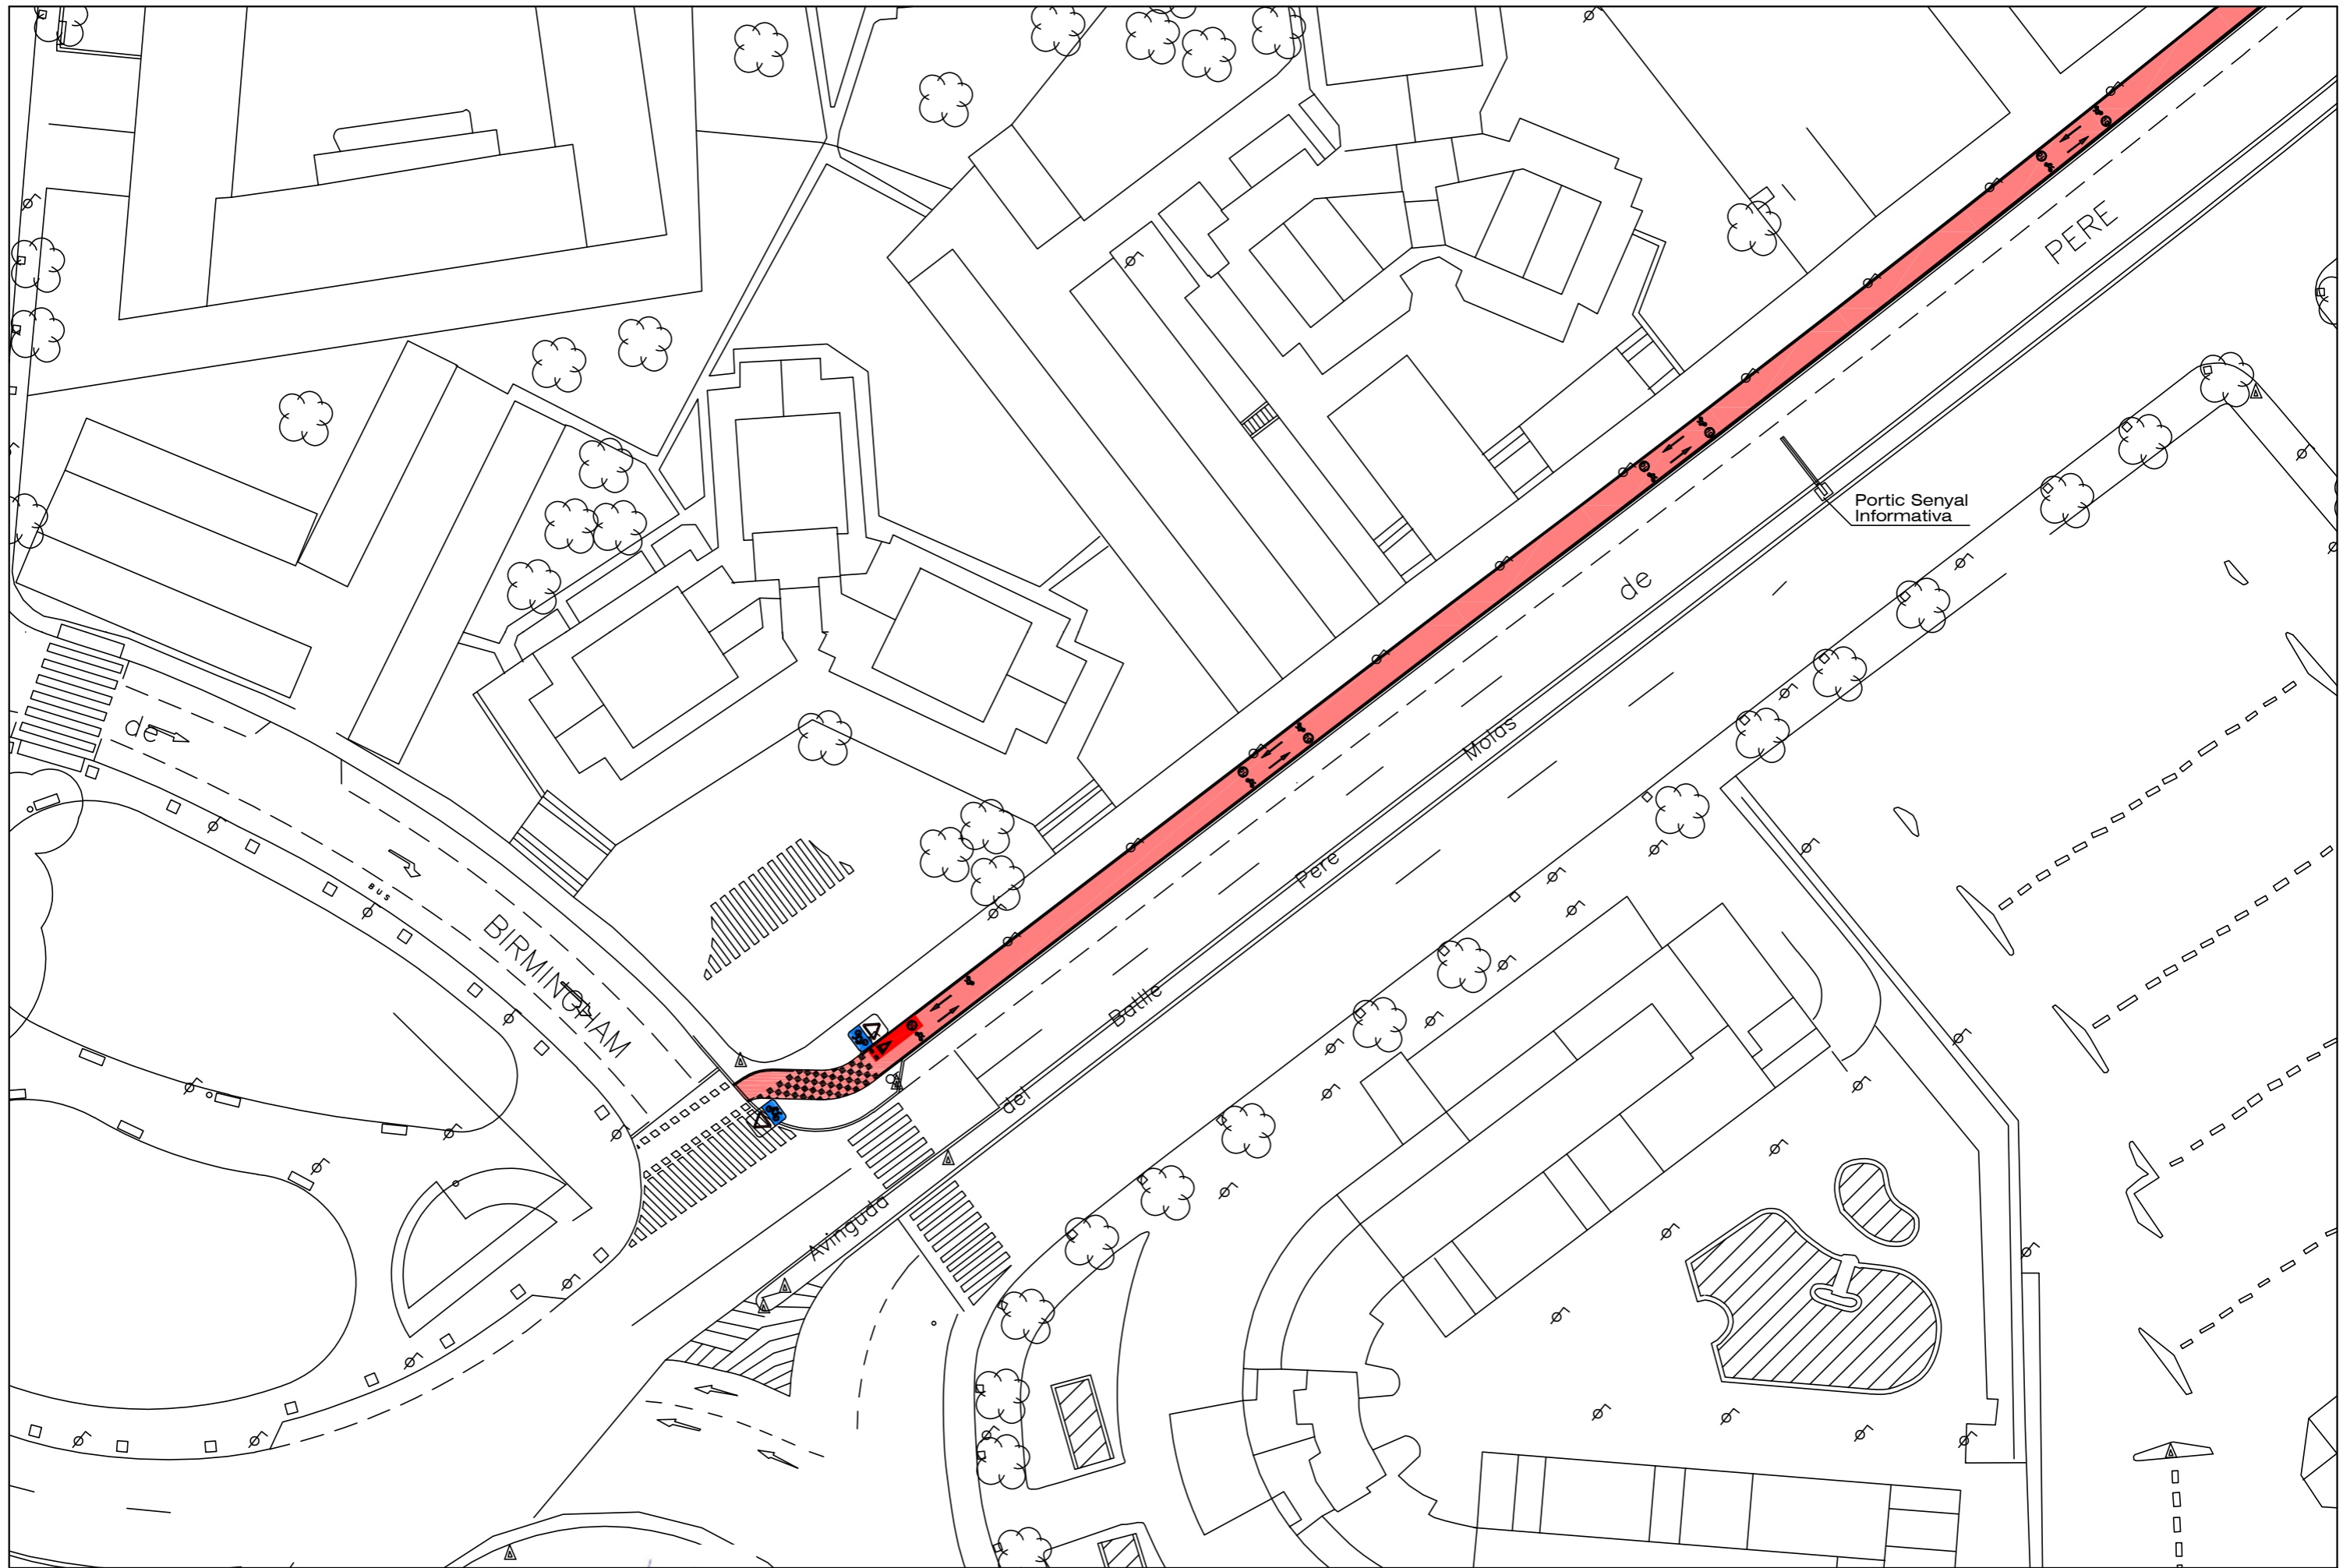 PERE
Portic Senyal
Informativa
de
Molas
Pere
Batlle
del
Avinguda
de
BUS
BIRMINGHAM